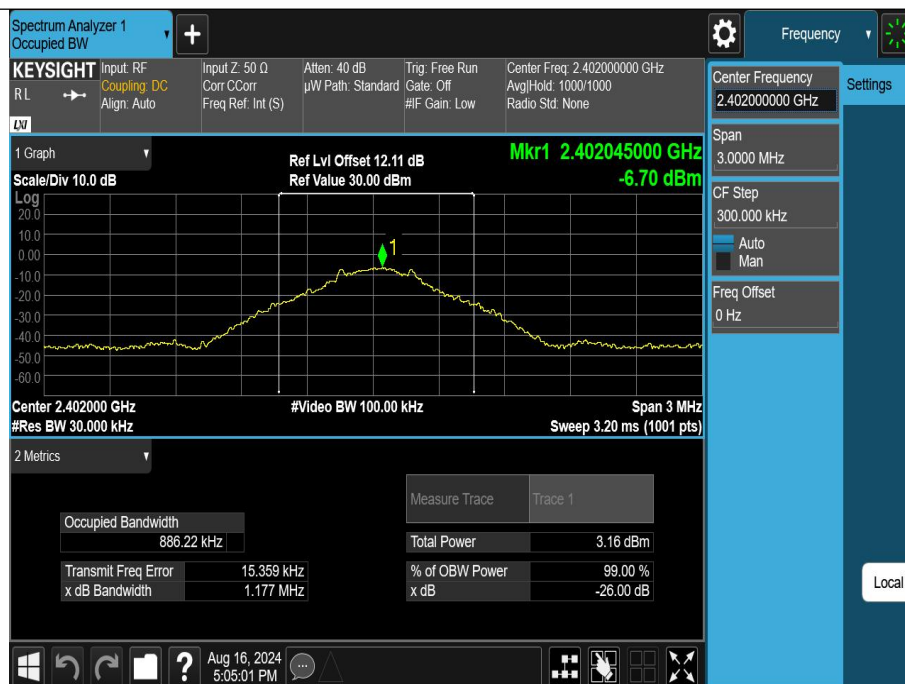 Spectrum Analyzer 1
Occupied BW
Frequency
KEYSIGHT
RL
LXI
Input: RF
Coupling: DC
Align: Auto
Input Z: 50 Ω
Corr CCorr
Freq Ref: Int (S)
Atten: 40 dB
µW Path: Standard
Trig: Free Run
Gate: Off
#IF Gain: Low
Center Freq: 2.402000000 GHz
Avg|Hold: 1000/1000
Radio Std: None
Center Frequency
2.402000000 GHz
Settings
Span
3.0000 MHz
CF Step
300.000 kHz
Auto
Man
Freq Offset
0 Hz
Local
1 Graph
Scale/Div 10.0 dB
Ref Lvl Offset 12.11 dB
Ref Value 30.00 dBm
Mkr1 2.402045000 GHz
-6.70 dBm
Log
20.0
10.0
0.00
-10.0
-20.0
-30.0
-40.0
-50.0
-60.0
1
Center 2.402000 GHz
#Res BW 30.000 kHz
#Video BW 100.00 kHz
Span 3 MHz
Sweep 3.20 ms (1001 pts)
2 Metrics
Measure Trace Trace 1
Occupied Bandwidth
886.22 kHz
Total Power 3.16 dBm
Transmit Freq Error 15.359 kHz
% of OBW Power 99.00 %
x dB Bandwidth 1.177 MHz
x dB -26.00 dB
?
Aug 16, 2024
5:05:01 PM